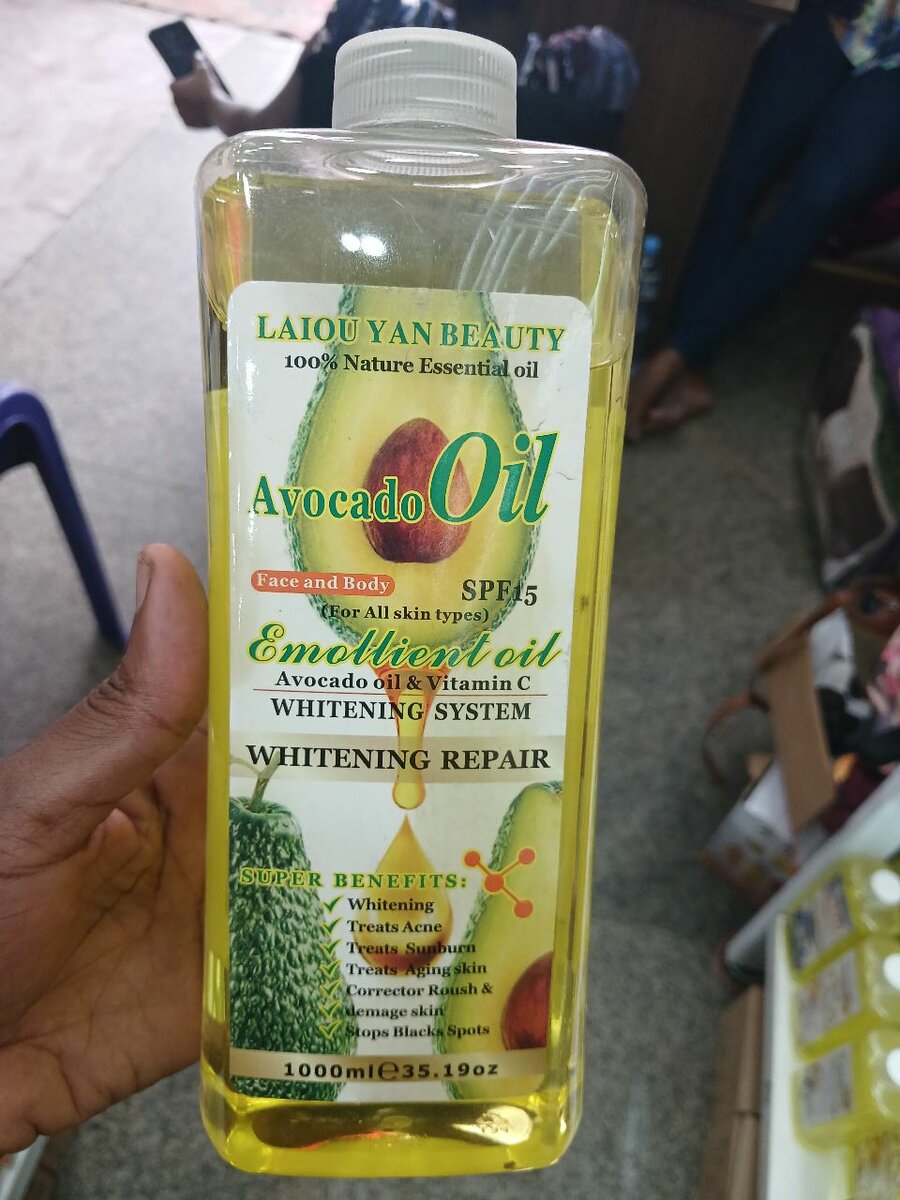 LAIOU YAN BEAUTY
100% Nature Essential oil
Avocado Oil
Face and Body
SPF15
(For All skin types)
Emollient oil
Avocado oil & Vitamin C
WHITENING SYSTEM
WHITENING REPAIR
SUPER BENEFITS:
Whitening
Treats Acne
Treats Sunburn
Treats Aging skin
Corrector Roush &
demage skin
Stops Blacks Spots
1000ml℮35.19oz